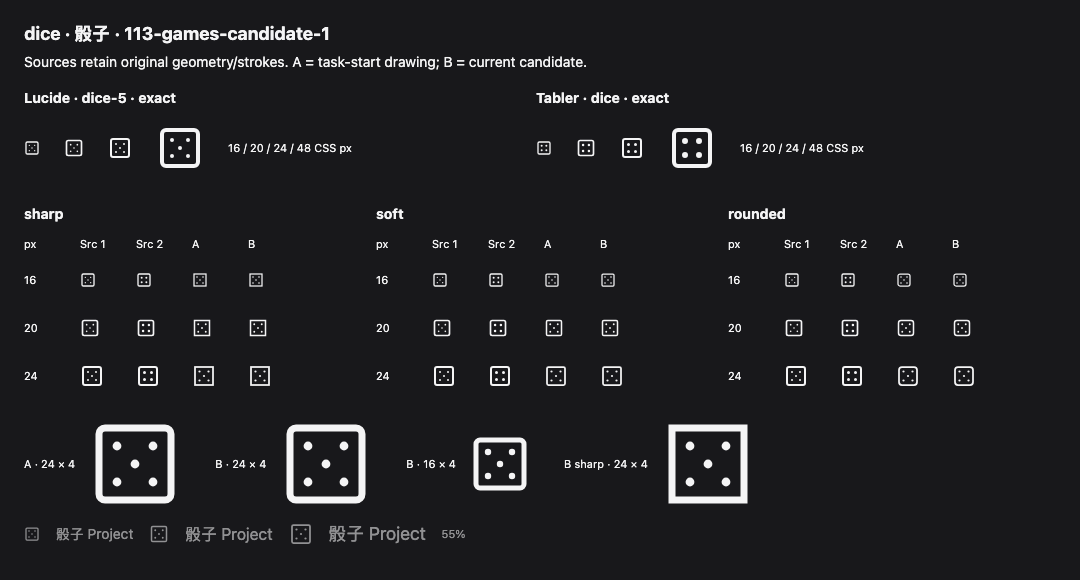 dice · 骰子 · 113-games-candidate-1
Sources retain original geometry/strokes. A = task-start drawing; B = current candidate.
Lucide · dice-5 · exact
Tabler · dice · exact
16 / 20 / 24 / 48 CSS px
16 / 20 / 24 / 48 CSS px
sharp
soft
rounded
px Src 1 Src 2 A B
px Src 1 Src 2 A B
px Src 1 Src 2 A B
16
16
16
20
20
20
24
24
24
A · 24 × 4
B · 24 × 4
B · 16 × 4
B sharp · 24 × 4
骰子 Project
骰子 Project
骰子 Project
55%